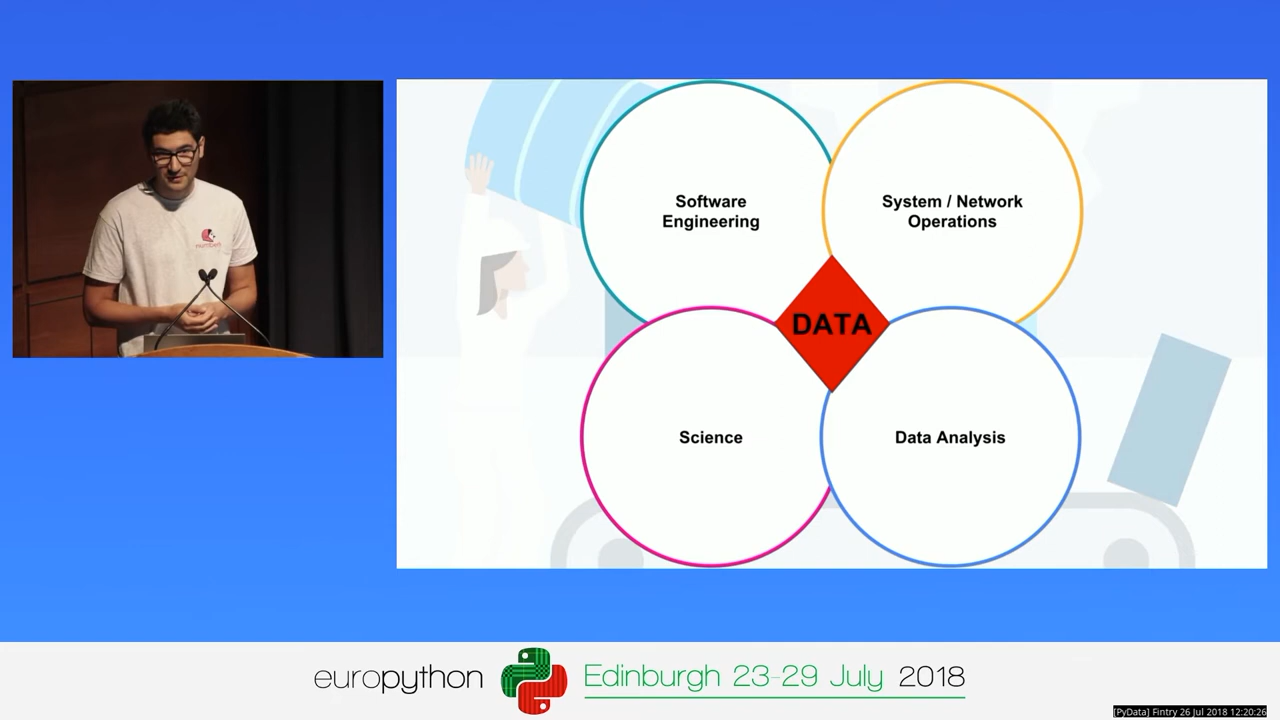 Software
Engineering
System / Network
Operations
DATA
Science
Data Analysis
europython
Edinburgh 23-29 July 2018
[PyData] Fintry 26 Jul 2018 12:20:26